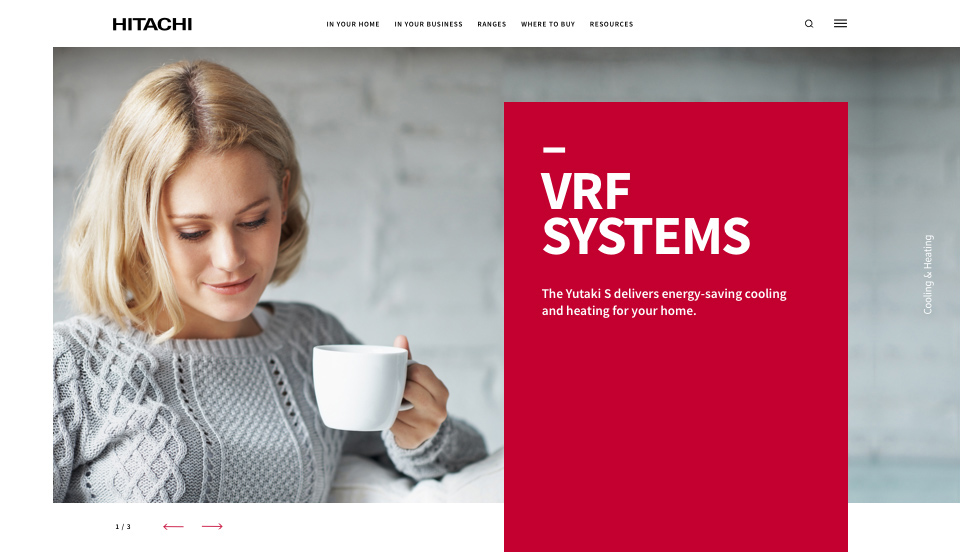 HITACHI
IN YOUR HOME IN YOUR BUSINESS RANGES WHERE TO BUY RESOURCES
VRF
SYSTEMS
The Yutaki S delivers energy-saving cooling
and heating for your home.
Cooling & Heating
1 / 3